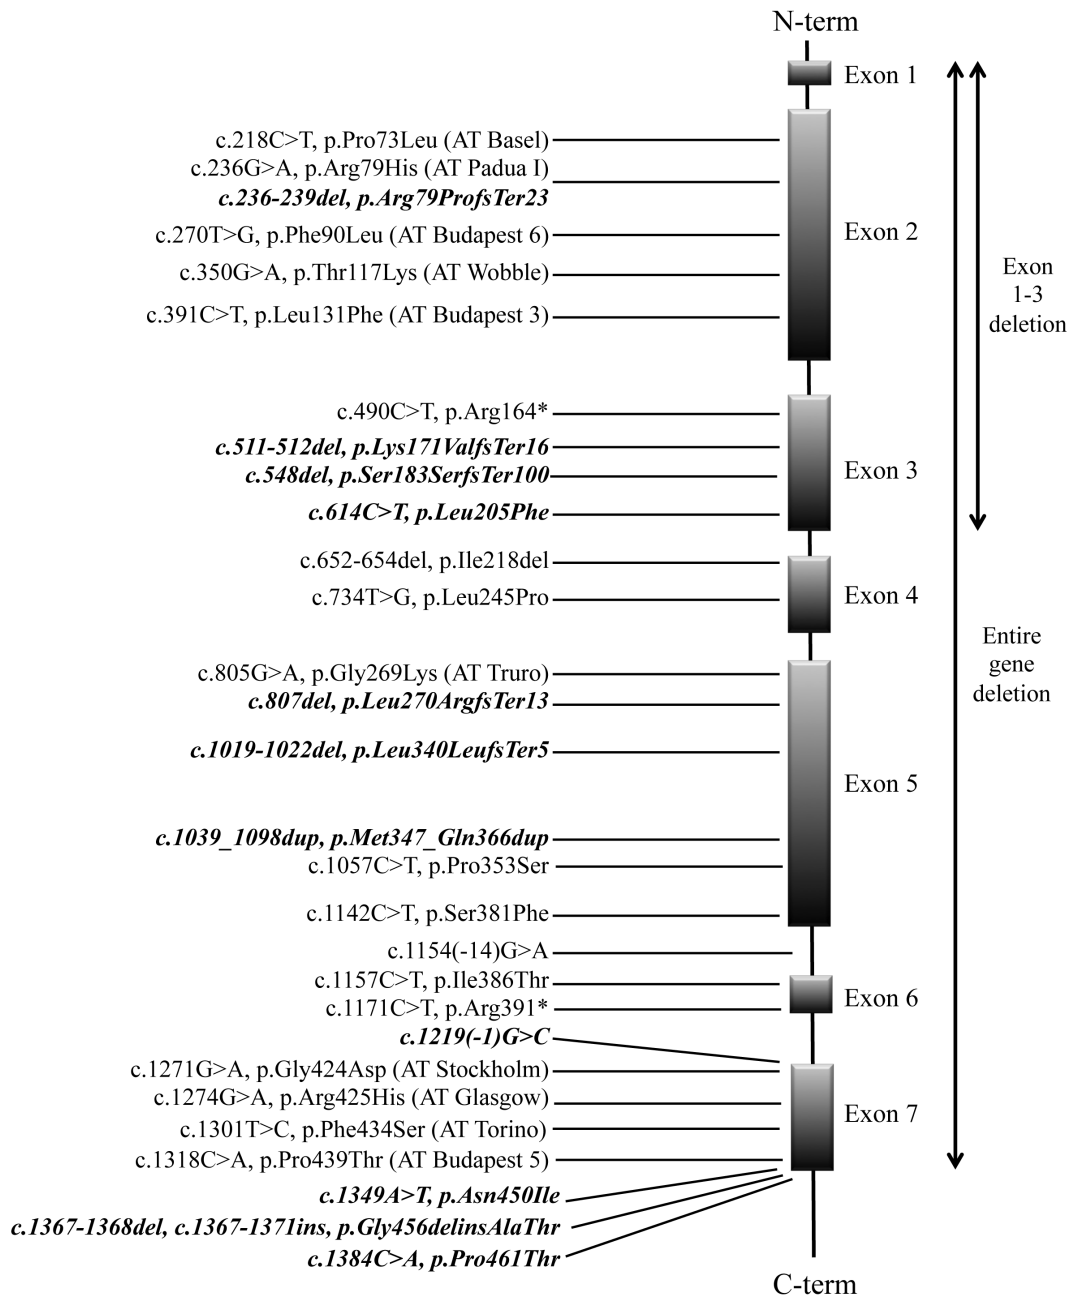 N-term
Exon 1
c.218C>T, p.Pro73Leu (AT Basel)
c.236G>A, p.Arg79His (AT Padua I)
c.236-239del, p.Arg79ProfsTer23
c.270T>G, p.Phe90Leu (AT Budapest 6)
Exon 2
c.350G>A, p.Thr117Lys (AT Wobble)
c.391C>T, p.Leu131Phe (AT Budapest 3)
Exon
1-3
deletion
c.490C>T, p.Arg164*
c.511-512del, p.Lys171ValfsTer16
c.548del, p.Ser183SerfsTer100
Exon 3
c.614C>T, p.Leu205Phe
c.652-654del, p.Ile218del
c.734T>G, p.Leu245Pro
Exon 4
Entire
gene
deletion
c.805G>A, p.Gly269Lys (AT Truro)
c.807del, p.Leu270ArgfsTer13
c.1019-1022del, p.Leu340LeufsTer5
Exon 5
c.1039_1098dup, p.Met347_Gln366dup
c.1057C>T, p.Pro353Ser
c.1142C>T, p.Ser381Phe
c.1154(-14)G>A
c.1157C>T, p.Ile386Thr
Exon 6
c.1171C>T, p.Arg391*
c.1219(-1)G>C
c.1271G>A, p.Gly424Asp (AT Stockholm)
c.1274G>A, p.Arg425His (AT Glasgow)
Exon 7
c.1301T>C, p.Phe434Ser (AT Torino)
c.1318C>A, p.Pro439Thr (AT Budapest 5)
c.1349A>T, p.Asn450Ile
c.1367-1368del, c.1367-1371ins, p.Gly456delinsAlaThr
c.1384C>A, p.Pro461Thr
C-term